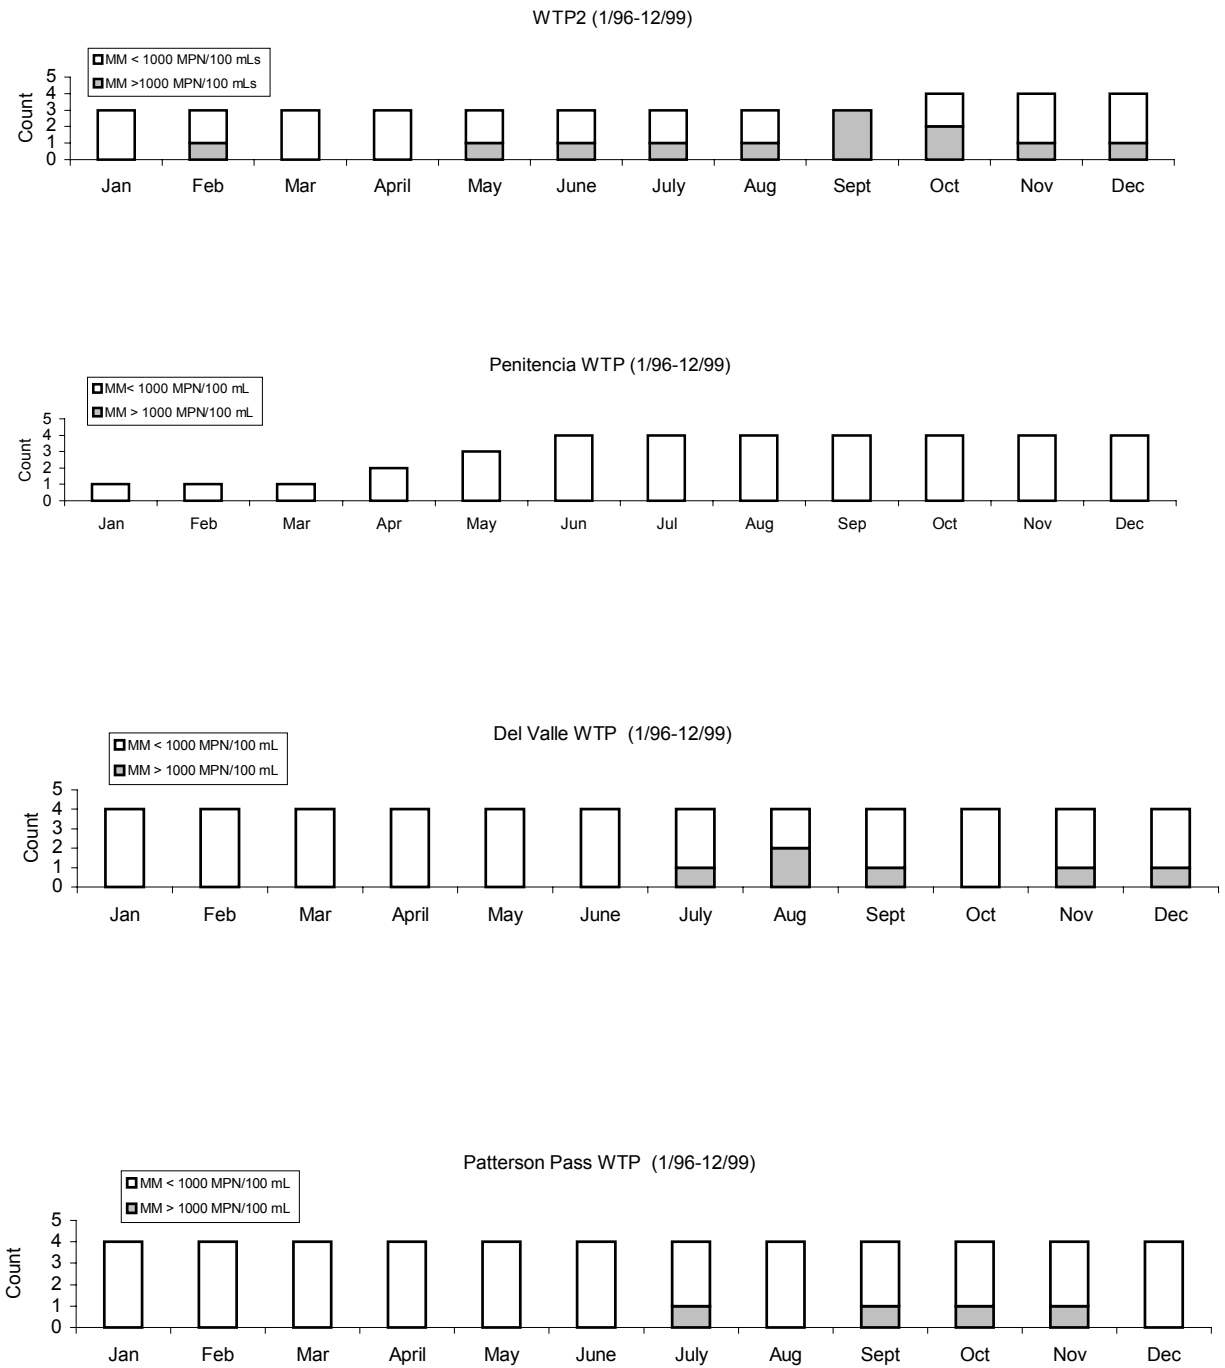 WTP2 (1/96-12/99)
MM < 1000 MPN/100 mLs
MM >1000 MPN/100 mLs
Count
5
4
3
2
1
0
Jan Feb Mar April May June July Aug Sept Oct Nov Dec
Penitencia WTP (1/96-12/99)
MM< 1000 MPN/100 mL
MM > 1000 MPN/100 mL
Count
5
4
3
2
1
0
Jan Feb Mar Apr May Jun Jul Aug Sep Oct Nov Dec
Del Valle WTP (1/96-12/99)
MM < 1000 MPN/100 mL
MM > 1000 MPN/100 mL
Count
5
4
3
2
1
0
Jan Feb Mar April May June July Aug Sept Oct Nov Dec
Patterson Pass WTP (1/96-12/99)
MM < 1000 MPN/100 mL
MM > 1000 MPN/100 mL
Count
5
4
3
2
1
0
Jan Feb Mar April May June July Aug Sept Oct Nov Dec